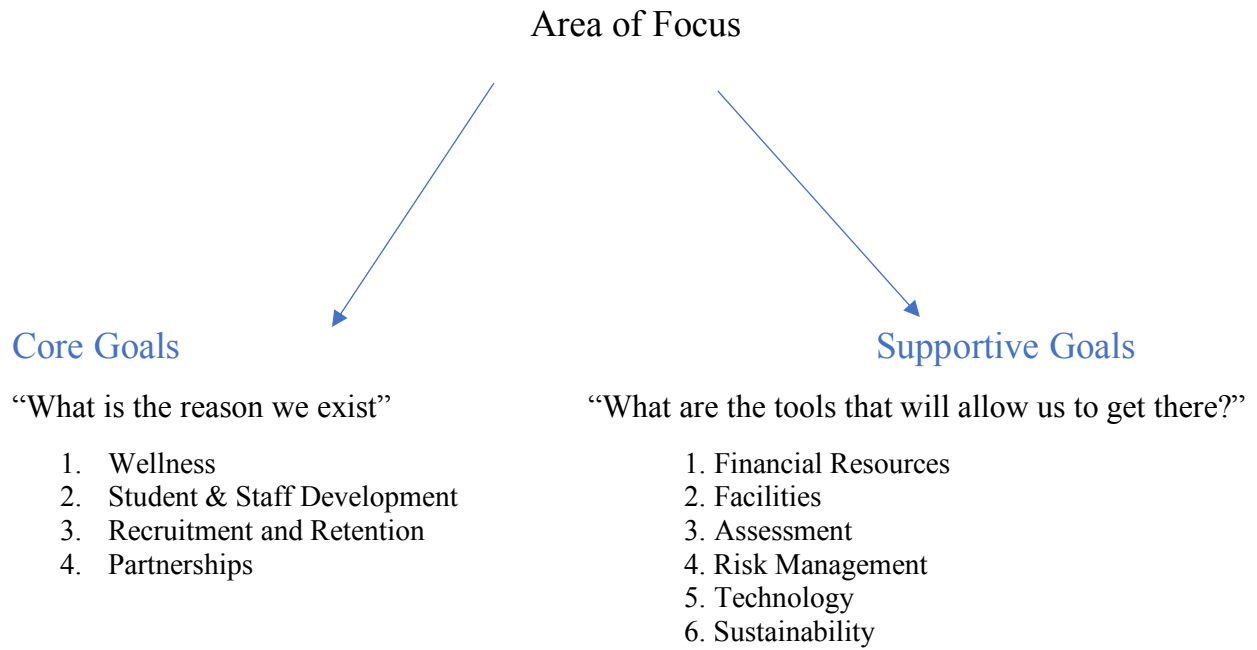 Area of Focus
Core Goals
“What is the reason we exist”
1. Wellness
2. Student & Staff Development
3. Recruitment and Retention
4. Partnerships
Supportive Goals
“What are the tools that will allow us to get there?”
1. Financial Resources
2. Facilities
3. Assessment
4. Risk Management
5. Technology
6. Sustainability